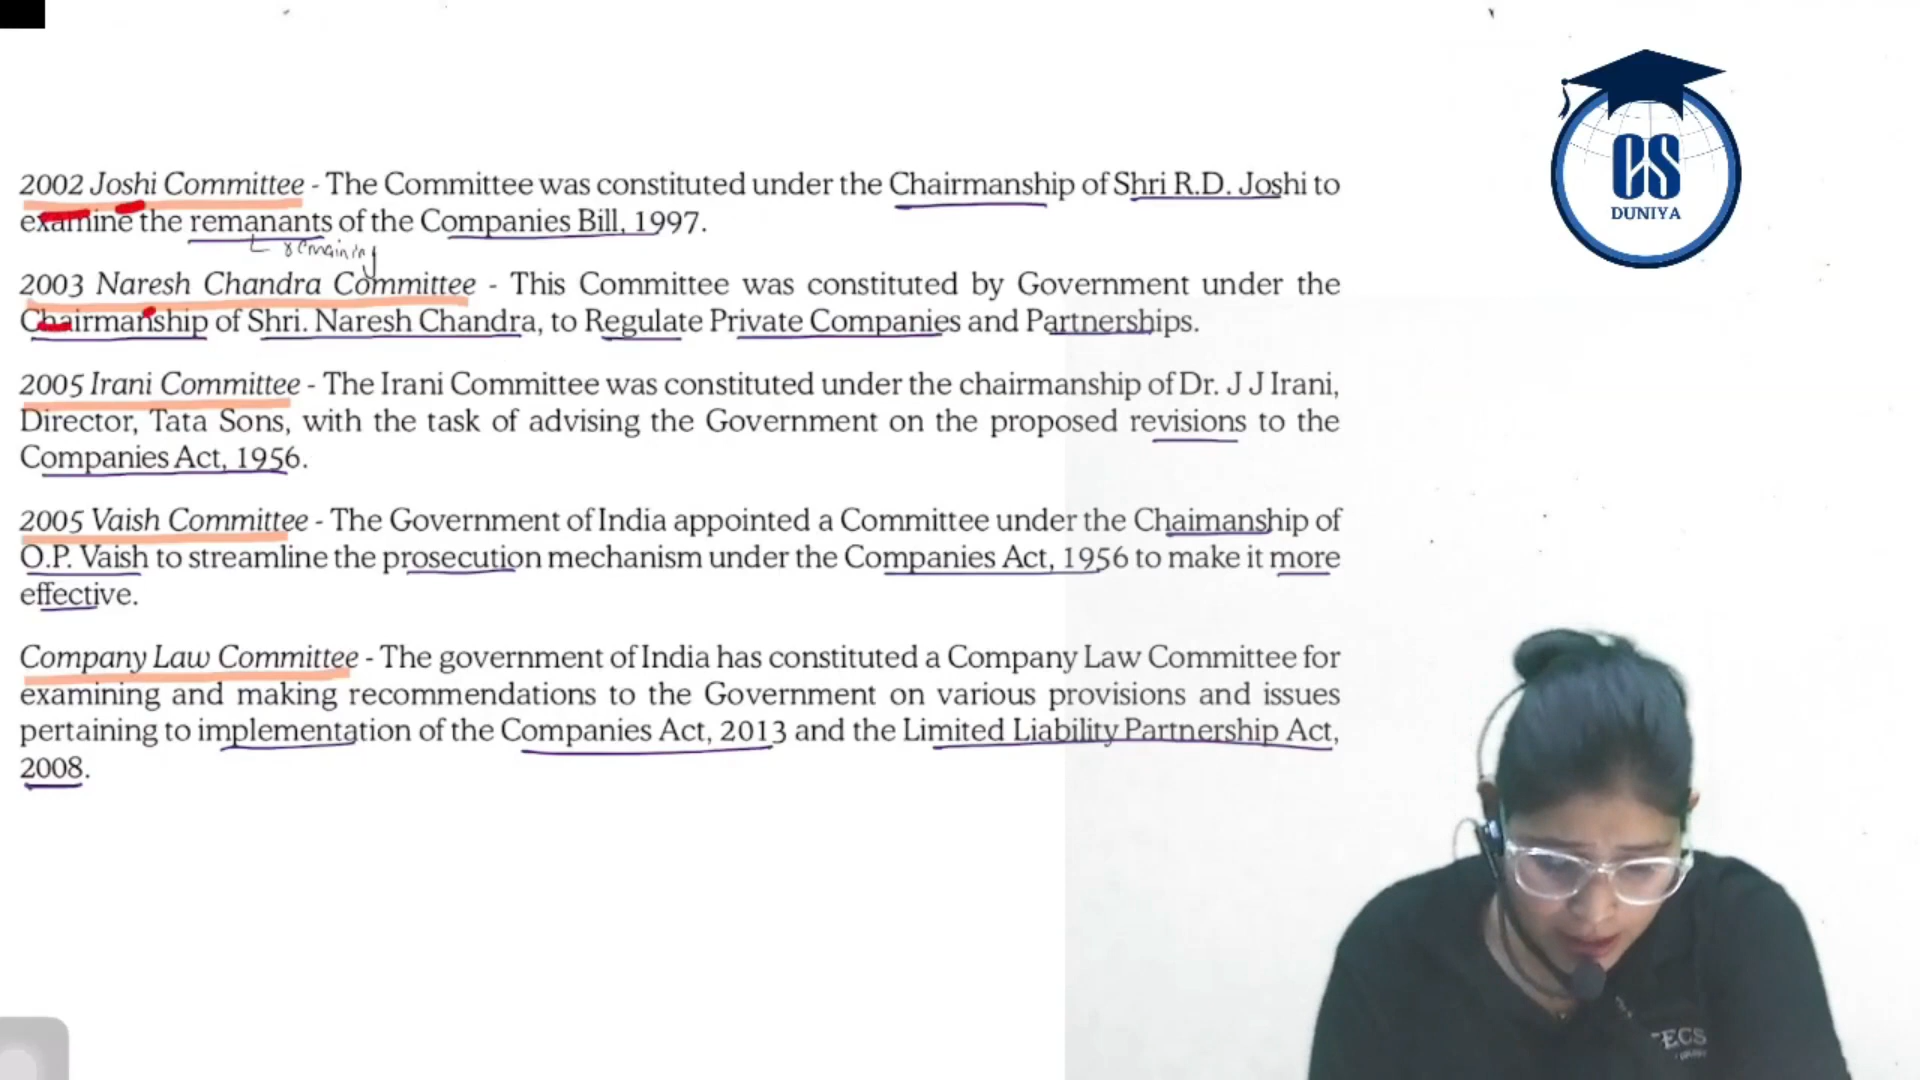 2002 Joshi Committee - The Committee was constituted under the Chairmanship of Shri R.D. Joshi to
examine the remanants of the Companies Bill, 1997.
remaining
2003 Naresh Chandra Committee - This Committee was constituted by Government under the
Chairmanship of Shri. Naresh Chandra, to Regulate Private Companies and Partnerships.
2005 Irani Committee - The Irani Committee was constituted under the chairmanship of Dr. J J Irani,
Director, Tata Sons, with the task of advising the Government on the proposed revisions to the
Companies Act, 1956.
2005 Vaish Committee - The Government of India appointed a Committee under the Chaimanship of
O.P. Vaish to streamline the prosecution mechanism under the Companies Act, 1956 to make it more
effective.
Company Law Committee - The government of India has constituted a Company Law Committee for
examining and making recommendations to the Government on various provisions and issues
pertaining to implementation of the Companies Act, 2013 and the Limited Liability Partnership Act,
2008.
CS
DUNIYA
ECS